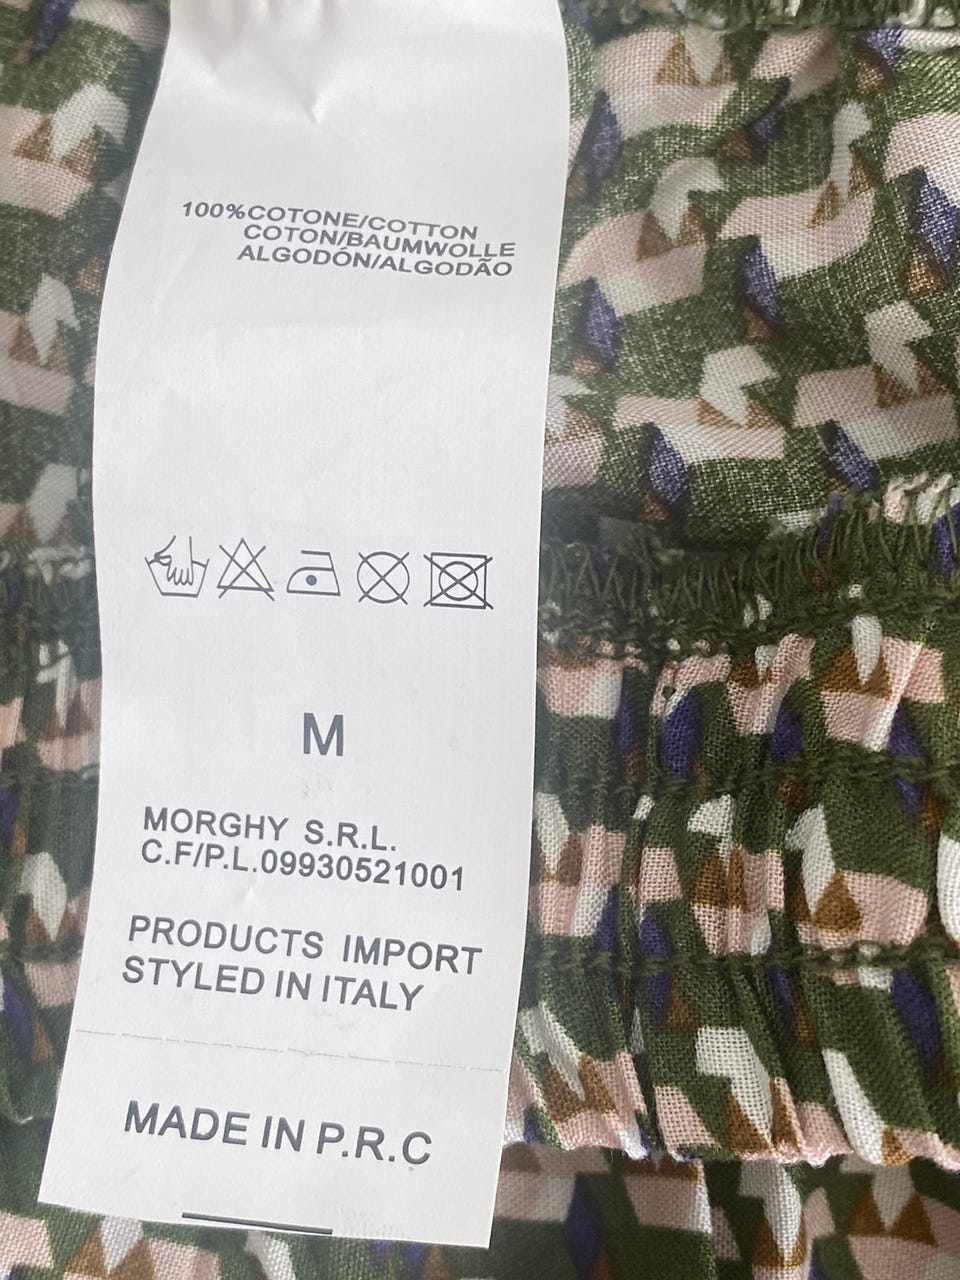 100%COTONE/COTTON
COTON/BAUMWOLLE
ALGODÓN/ALGODÃO
M
MORGHY S.R.L.
C.F/P.L.09930521001
PRODUCTS IMPORT
STYLED IN ITALY
MADE IN P.R.C